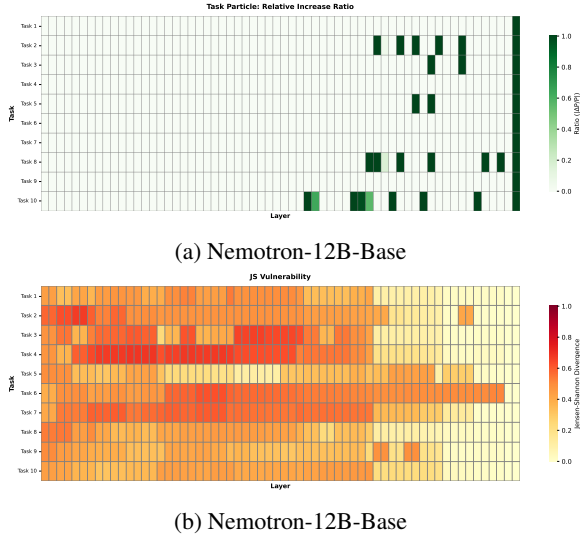 Task Particle: Relative Increase Ratio
Task 1
Task 2
Task 3
Task 4
Task 5
Task 6
Task 7
Task 8
Task 9
Task 10
Task
Layer
1.0
0.8
0.6
0.4
0.2
0.0
Ratio (|ΔP/P|)
(a) Nemotron-12B-Base
JS Vulnerability
Task 1
Task 2
Task 3
Task 4
Task 5
Task 6
Task 7
Task 8
Task 9
Task 10
Task
Layer
1.0
0.8
0.6
0.4
0.2
0.0
Jensen-Shannon Divergence
(b) Nemotron-12B-Base